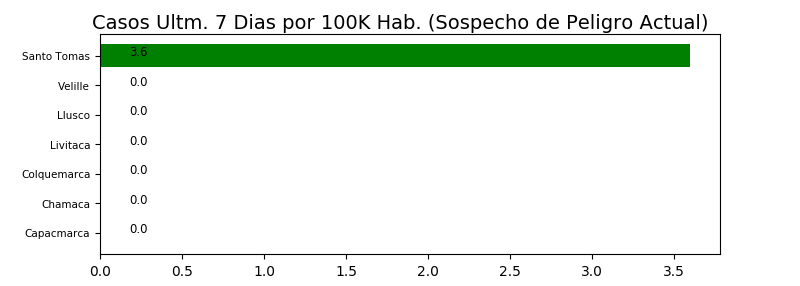 Casos Ultm. 7 Dias por 100K Hab. (Sospecho de Peligro Actual)
Santo Tomas 3.6
Velille 0.0
Llusco 0.0
Livitaca 0.0
Colquemarca 0.0
Chamaca 0.0
Capacmarca 0.0
0.0 0.5 1.0 1.5 2.0 2.5 3.0 3.5